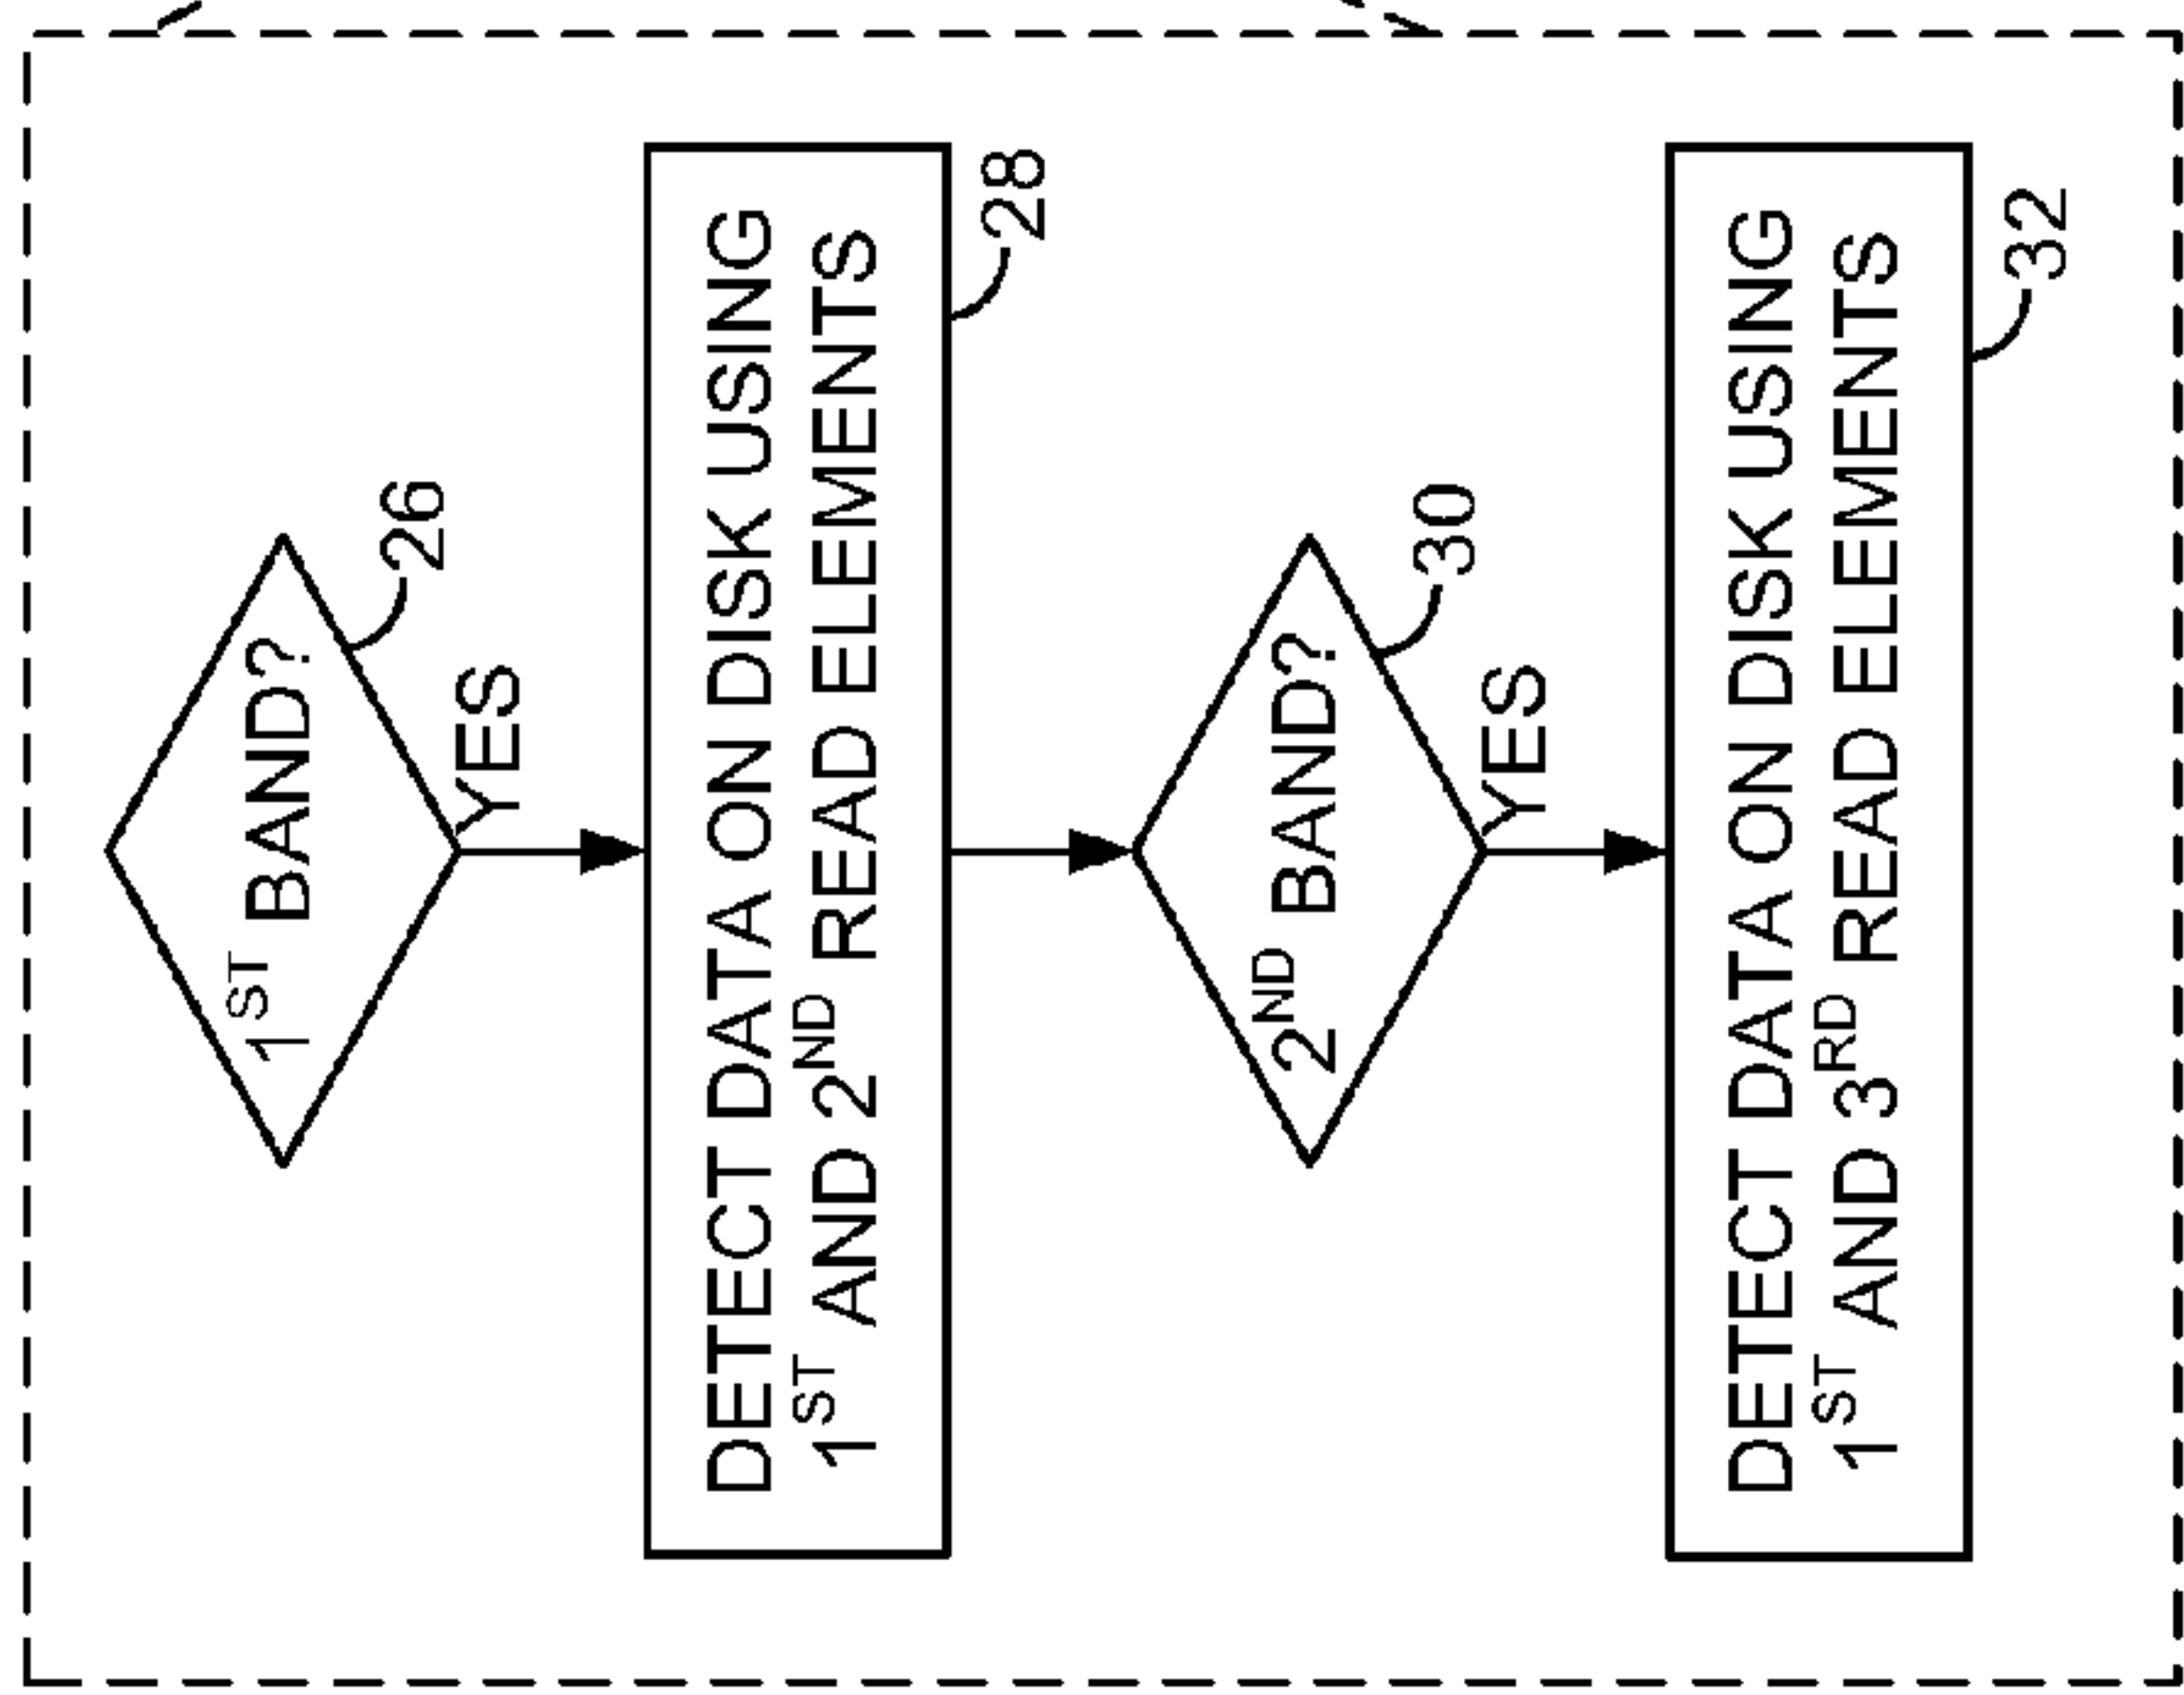 1ST BAND?
26
YES
DETECT DATA ON DISK USING
1ST AND 2ND READ ELEMENTS
28
2ND BAND?
30
YES
DETECT DATA ON DISK USING
1ST AND 3RD READ ELEMENTS
32